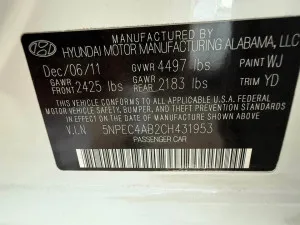 HYUNDAI MOTOR MANUFACTURING ALABAMA, LLC
Dec/06/11 GVWR 4497 lbs PAINT WJ
GAWR FRONT 2425 lbs GAWR REAR 2183 lbs TRIM YD
THIS VEHICLE CONFORMS TO ALL APPLICABLE FEDERAL
MOTOR VEHICLE SAFETY, BUMPER, AND THEFT PREVENTION
STANDARDS IN EFFECT ON THE DATE OF MANUFACTURE SHOWN ABOVE.
V.I.N 5NPEC4AB2CH431953
PASSENGER CAR